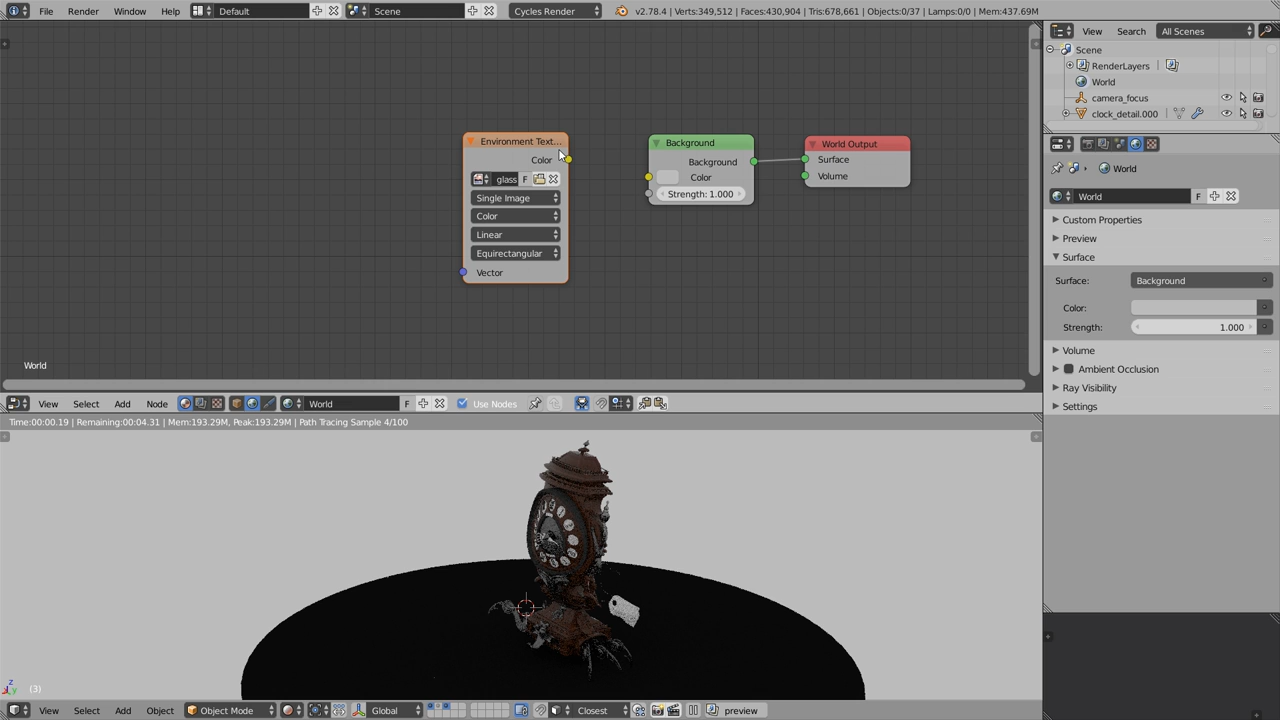 File Render Window Help Default Scene Cycles Render v2.78.4 | Verts:349,512 | Faces:430,904 | Tris:678,661 | Objects:0/37 | Lamps:0/0 | Mem:437.69M
View Search All Scenes
Scene
RenderLayers
World
camera_focus
clock_detail.000
World
World F
Custom Properties
Preview
Surface
Surface: Background
Color:
Strength: 1.000
Volume
Ambient Occlusion
Ray Visibility
Settings
Environment Text...
Color
glass F
Single Image
Color
Linear
Equirectangular
Vector
Background
Background
Color
Strength: 1.000
World Output
Surface
Volume
World
View Select Add Node World F Use Nodes
Time:00:00.19 | Remaining:00:04.31 | Mem:193.29M, Peak:193.29M | Path Tracing Sample 4/100
z
y
(3)
View Select Add Object Object Mode Global Closest preview